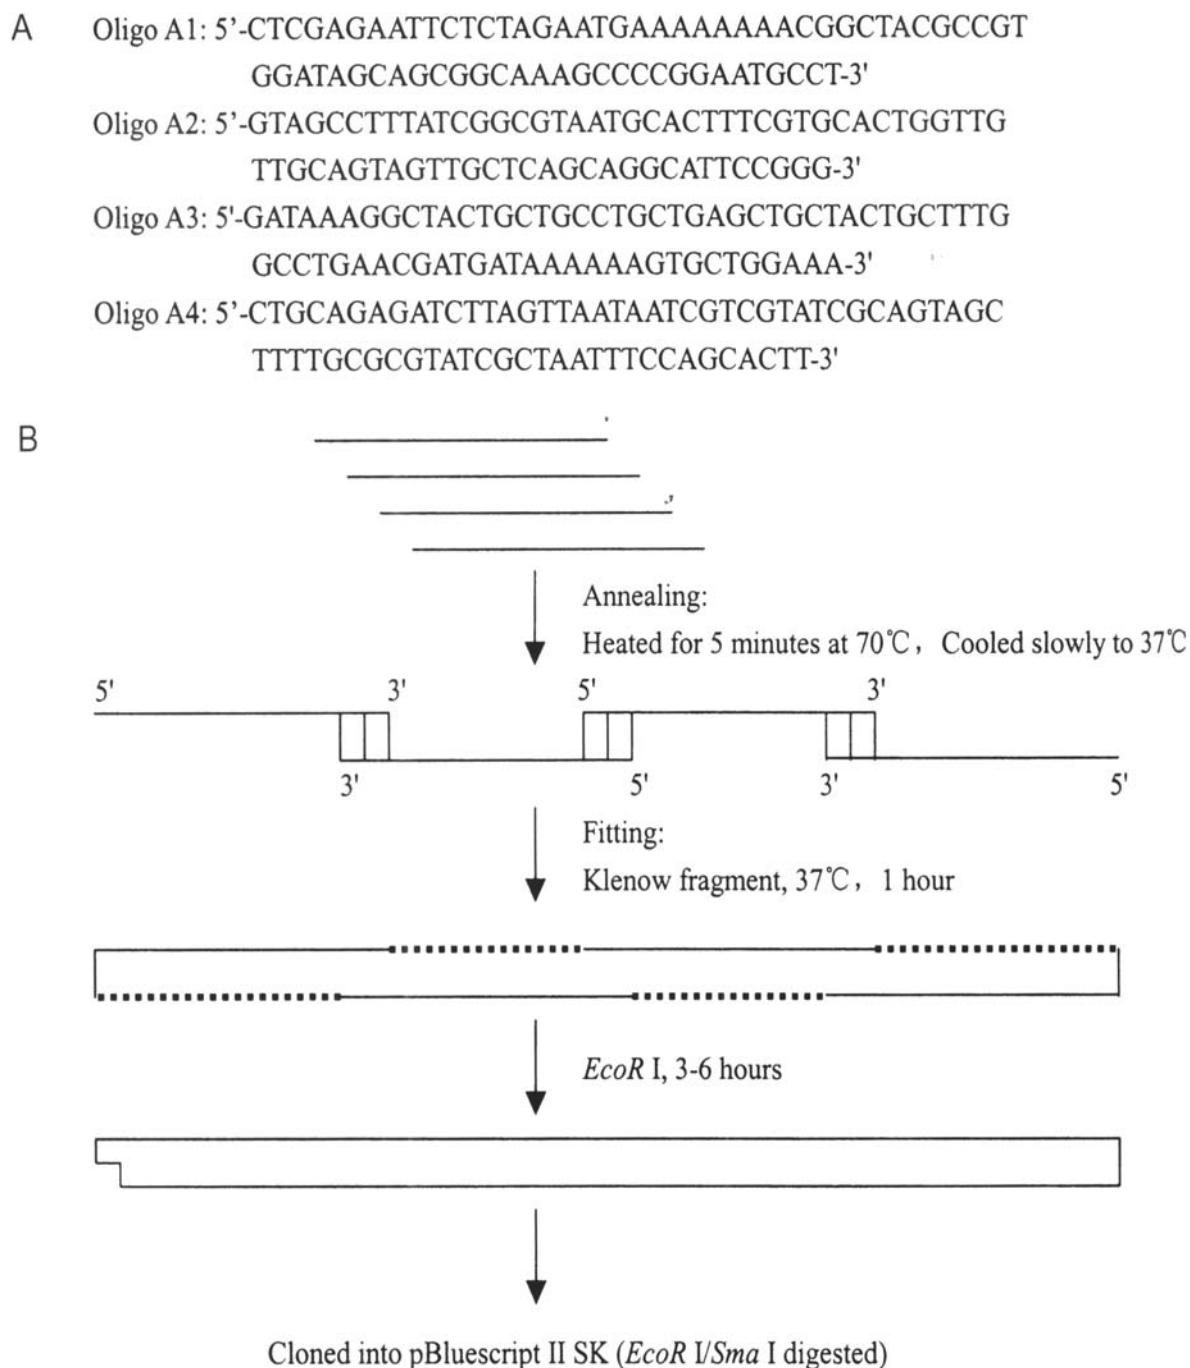 A
Oligo A1: 5’-CTCGAGAATTCTCTAGAATGAAAAAAAACGGCTACGCCGT
GGATAGCAGCGGCAAAGCCCCGGAATGCCT-3'
Oligo A2: 5’-GTAGCCTTTATCGGCGTAATGCACTTTCGTGCACTGGTTG
TTGCAGTAGTTGCTCAGCAGGCATTCCGGG-3'
Oligo A3: 5'-GATAAAGGCTACTGCTGCCTGCTGAGCTGCTACTGCTTTG
GCCTGAACGATGATAAAAAAGTGCTGGAAA-3'
Oligo A4: 5’-CTGCAGAGATCTTAGTTAATAATCGTCGTATCGCAGTAGC
TTTTGCGCGTATCGCTAATTTCCAGCACTT-3'
B
Annealing:
Heated for 5 minutes at 70℃, Cooled slowly to 37℃
5' 3' 5' 3'
3' 5' 3' 5'
Fitting:
Klenow fragment, 37℃, 1 hour
EcoR I, 3-6 hours
Cloned into pBluescript II SK (EcoR I/Sma I digested)